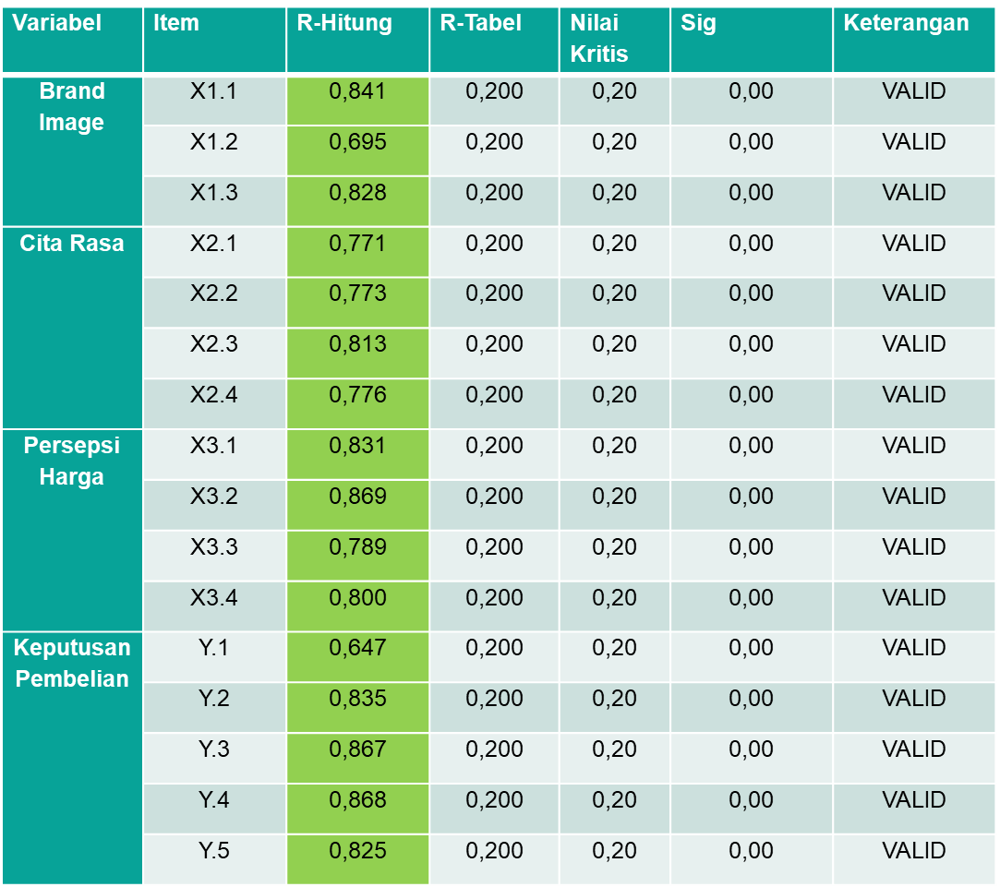 Variabel Item R-Hitung R-Tabel Nilai Kritis Sig Keterangan
Brand Image X1.1 0,841 0,200 0,20 0,00 VALID
X1.2 0,695 0,200 0,20 0,00 VALID
X1.3 0,828 0,200 0,20 0,00 VALID
Cita Rasa X2.1 0,771 0,200 0,20 0,00 VALID
X2.2 0,773 0,200 0,20 0,00 VALID
X2.3 0,813 0,200 0,20 0,00 VALID
X2.4 0,776 0,200 0,20 0,00 VALID
Persepsi Harga X3.1 0,831 0,200 0,20 0,00 VALID
X3.2 0,869 0,200 0,20 0,00 VALID
X3.3 0,789 0,200 0,20 0,00 VALID
X3.4 0,800 0,200 0,20 0,00 VALID
Keputusan Pembelian Y.1 0,647 0,200 0,20 0,00 VALID
Y.2 0,835 0,200 0,20 0,00 VALID
Y.3 0,867 0,200 0,20 0,00 VALID
Y.4 0,868 0,200 0,20 0,00 VALID
Y.5 0,825 0,200 0,20 0,00 VALID